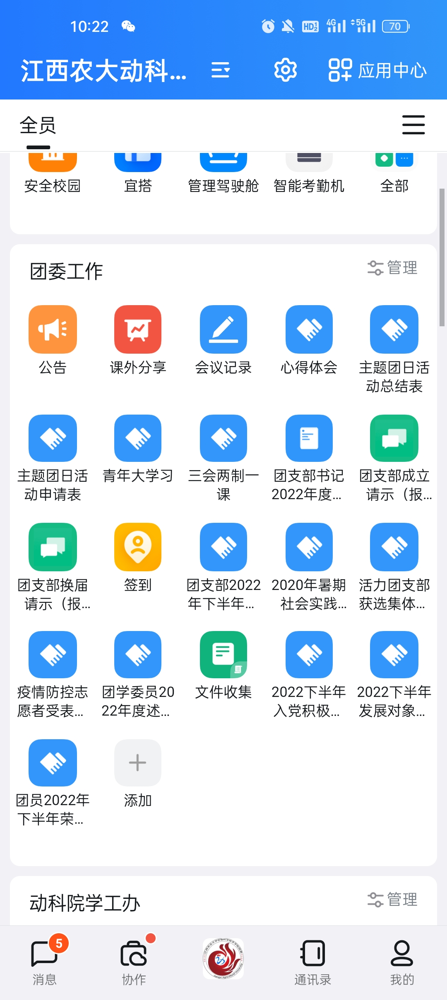 10:22
HD 1 2 4G 5G 70
江西农大动科...
应用中心
全员
安全校园 宜搭 管理驾驶舱 智能考勤机 全部
团委工作
管理
公告 课外分享 会议记录 心得体会 主题团日活
动总结表
主题团日活 青年大学习 三会两制一 团支部书记 团支部成立
动申请表 课 2022年度... 请示（报...
团支部换届 签到 团支部2022 2020年暑期 活力团支部
请示（报... 年下半年... 社会实践... 获选集体...
疫情防控志 团学委员20 文件收集 2022下半年 2022下半年
愿者受表... 22年度述... 入党积极... 发展对象...
团员2022年 添加
下半年荣...
动科院学工办
管理
5
消息 协作 通讯录 我的